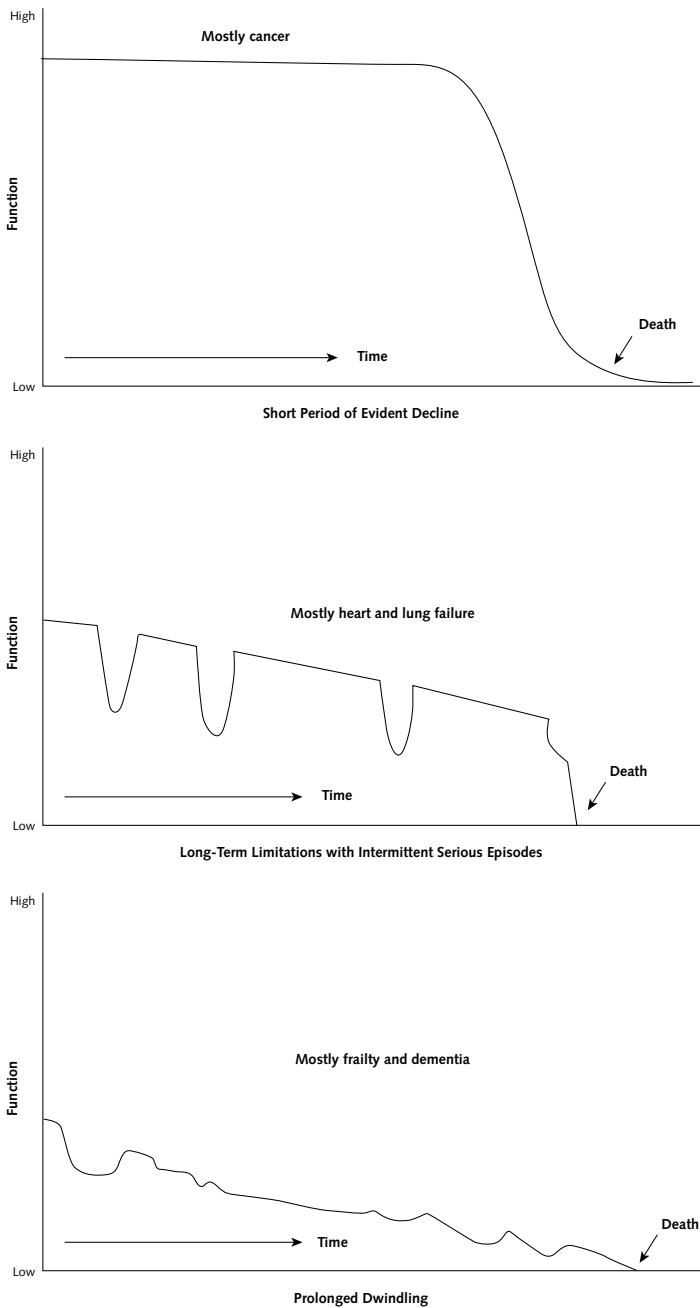 High
Mostly cancer
Function
Death
Time
Low
Short Period of Evident Decline
High
Mostly heart and lung failure
Function
Death
Time
Low
Long-Term Limitations with Intermittent Serious Episodes
High
Mostly frailty and dementia
Function
Death
Time
Low
Prolonged Dwindling